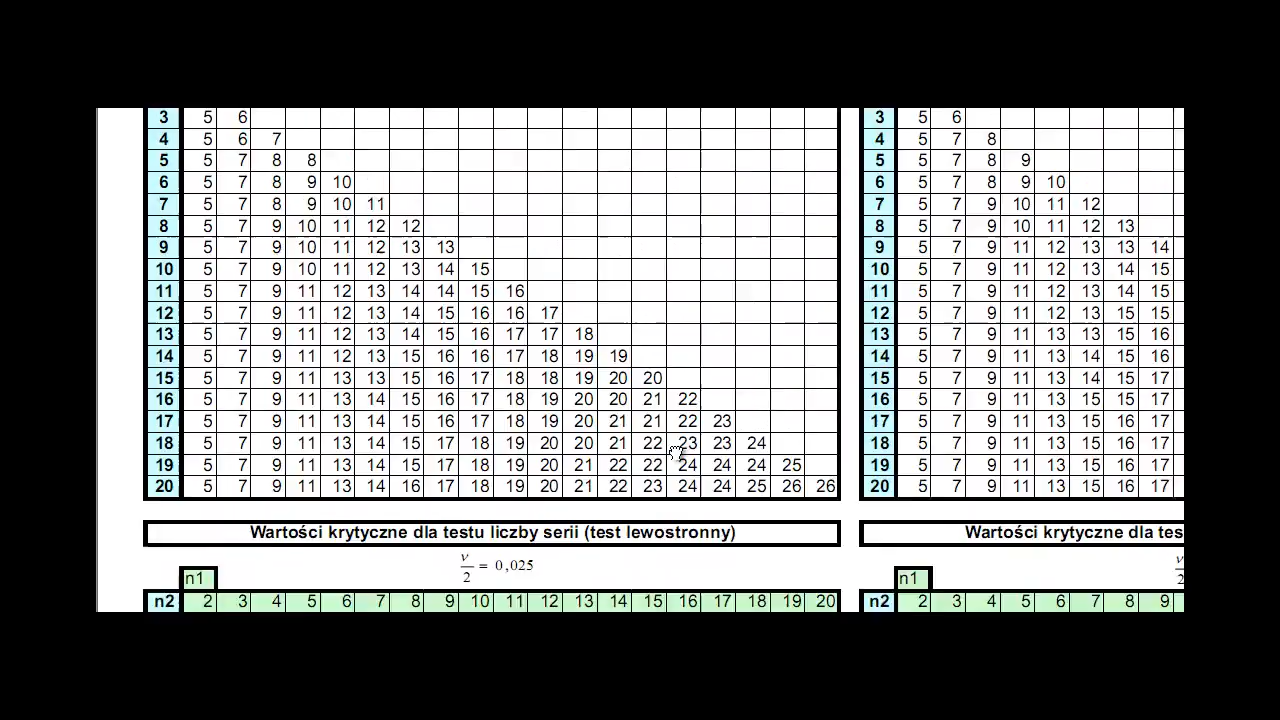 3 5 6 3 5 6
4 5 6 7 4 5 7 8
5 5 7 8 8 5 5 7 8 9
6 5 7 8 9 10 6 5 7 8 9 10
7 5 7 8 9 10 11 7 5 7 9 10 11 12
8 5 7 9 10 11 12 12 8 5 7 9 10 11 12 13
9 5 7 9 10 11 12 13 13 9 5 7 9 11 12 13 13 14
10 5 7 9 10 11 12 13 14 15 10 5 7 9 11 12 13 14 15
11 5 7 9 11 12 13 14 14 15 16 11 5 7 9 11 12 13 14 15
12 5 7 9 11 12 13 14 15 16 16 17 12 5 7 9 11 12 13 15 15
13 5 7 9 11 12 13 14 15 16 17 17 18 13 5 7 9 11 12 13 15 16
14 5 7 9 11 12 13 15 16 16 17 18 19 19 14 5 7 9 11 13 14 15 16
15 5 7 9 11 13 13 15 16 17 18 18 19 20 20 15 5 7 9 11 13 14 15 17
16 5 7 9 11 13 14 15 16 17 18 19 20 20 21 22 16 5 7 9 11 13 15 15 17
17 5 7 9 11 13 14 15 16 17 18 19 20 21 21 22 23 17 5 7 9 11 13 15 15 17
18 5 7 9 11 13 14 15 17 18 19 20 20 21 22 23 23 24 18 5 7 9 11 13 15 16 17
19 5 7 9 11 13 14 15 17 18 19 20 21 22 22 24 24 24 25 19 5 7 9 11 13 15 16 17
20 5 7 9 11 13 14 16 17 18 19 20 21 22 23 24 24 25 26 26 20 5 7 9 11 13 15 16 17
Wartości krytyczne dla testu liczby serii (test lewostronny) Wartości krytyczne dla tes
v/2 = 0,025 v/2
n1 n1
n2 2 3 4 5 6 7 8 9 10 11 12 13 14 15 16 17 18 19 20 n2 2 3 4 5 6 7 8 9